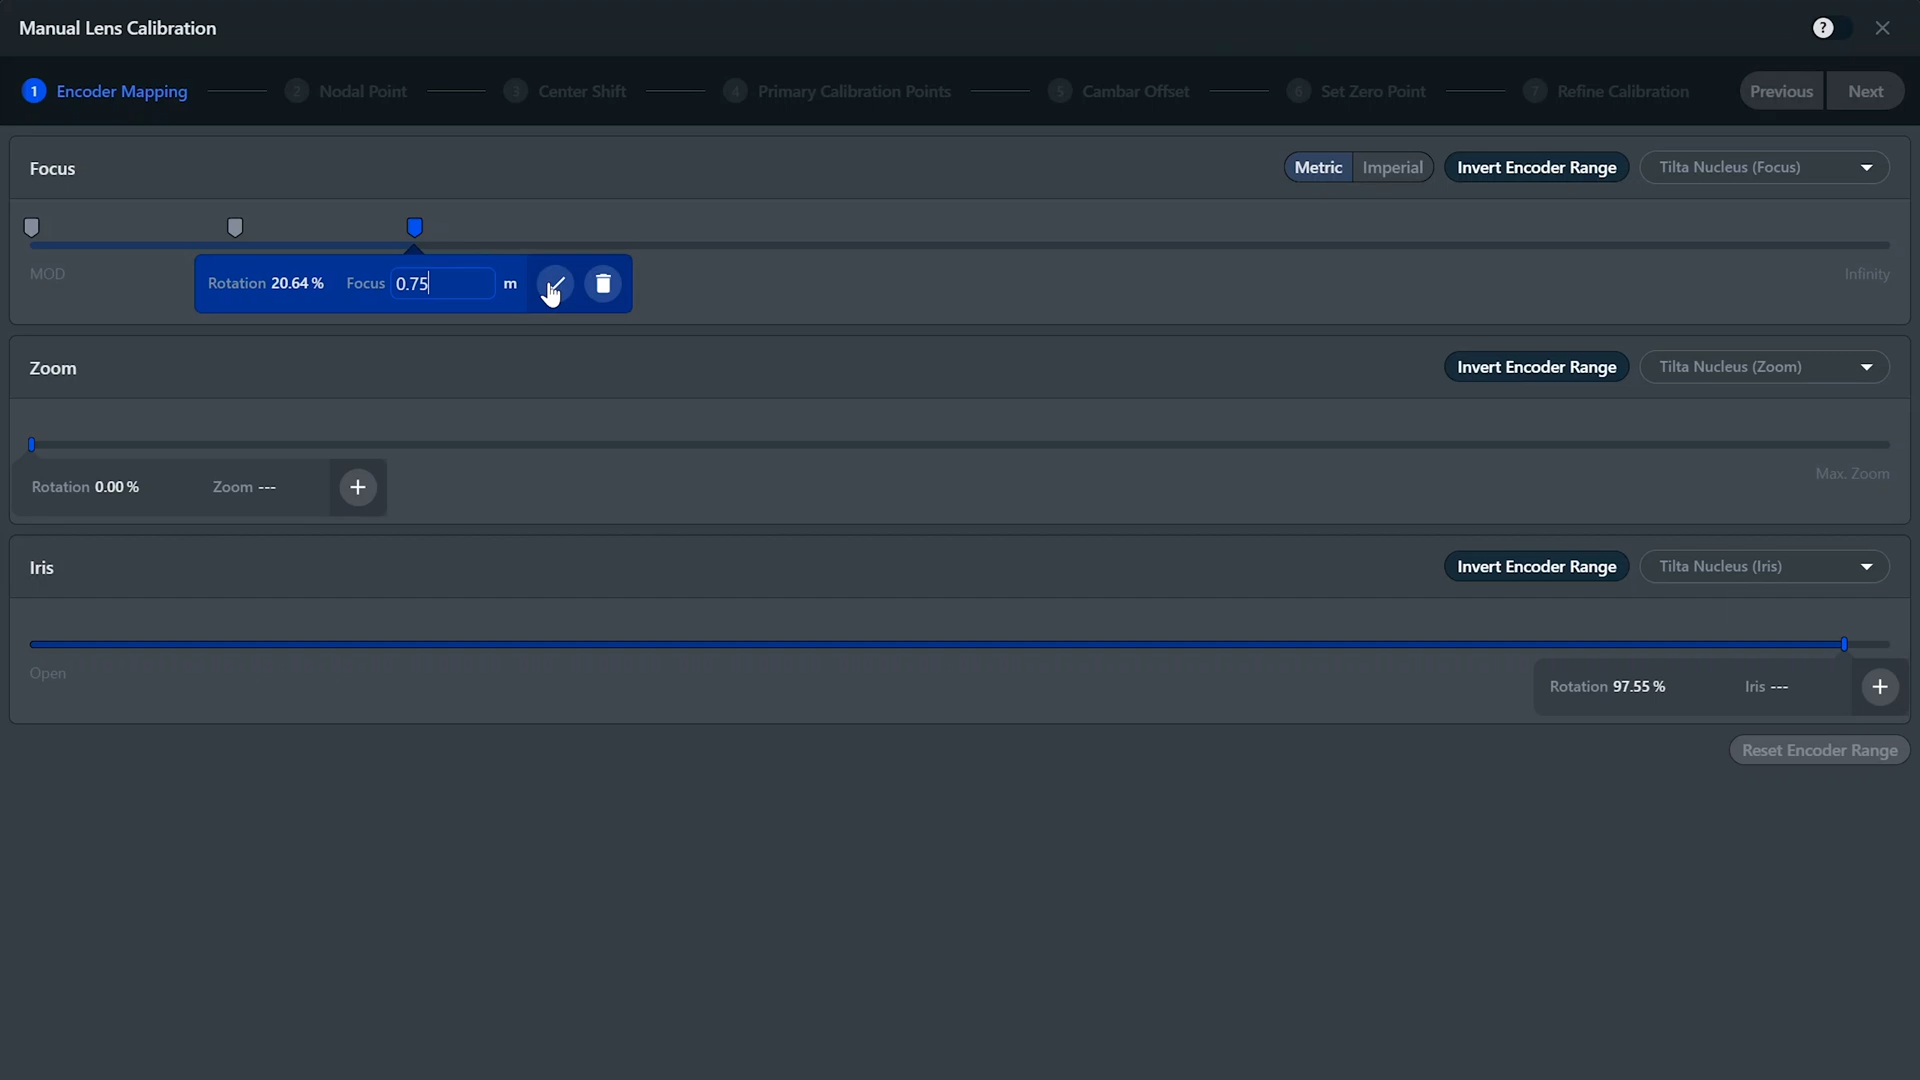 Manual Lens Calibration ?
1 Encoder Mapping 2 Nodal Point 3 Center Shift 4 Primary Calibration Points 5 Cambar Offset 6 Set Zero Point 7 Refine Calibration Previous Next
Focus Metric Imperial Invert Encoder Range Tilta Nucleus (Focus)
MOD Infinity
Rotation 20.64 % Focus 0.75 m
Zoom Invert Encoder Range Tilta Nucleus (Zoom)
Max. Zoom
Rotation 0.00 % Zoom --- +
Iris Invert Encoder Range Tilta Nucleus (Iris)
Open
Rotation 97.55 % Iris --- +
Reset Encoder Range